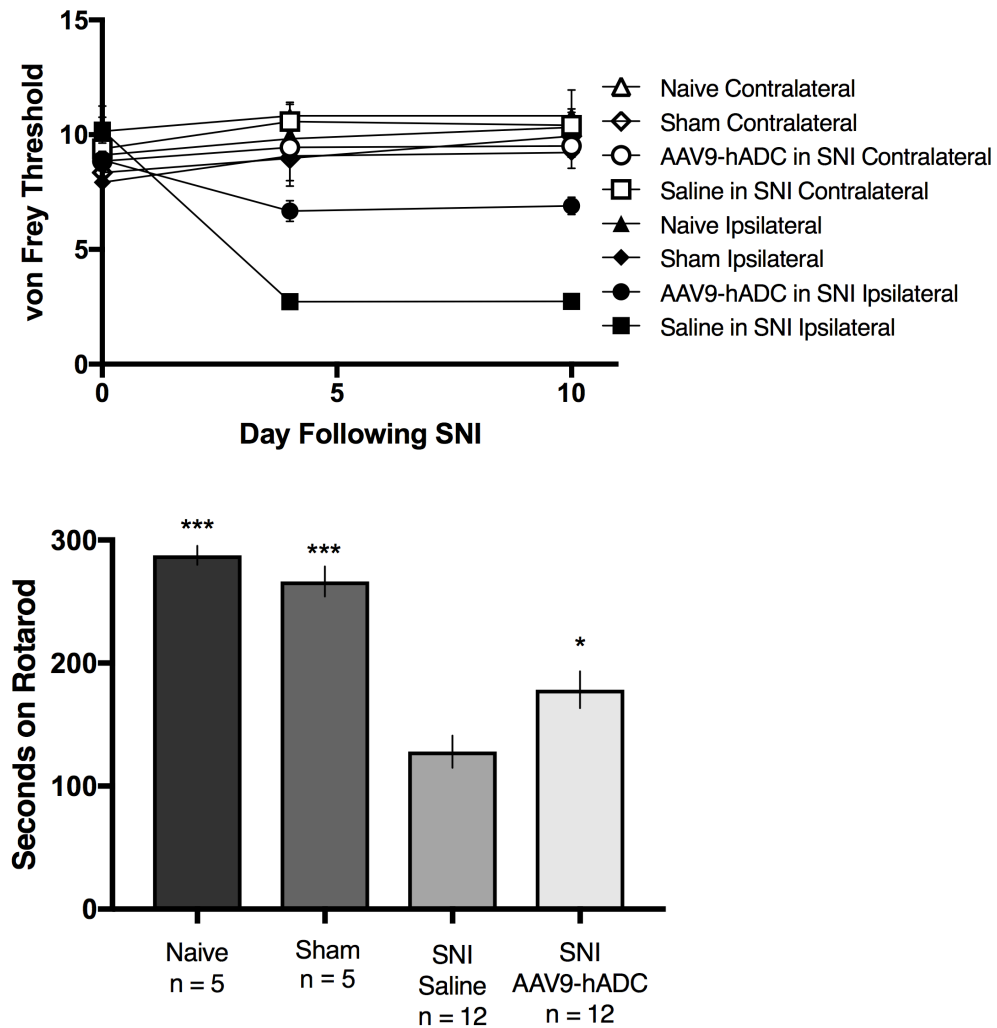 15
10
5
0
von Frey Threshold
0 5 10
Day Following SNI
Naive Contralateral
Sham Contralateral
AAV9-hADC in SNI Contralateral
Saline in SNI Contralateral
Naive Ipsilateral
Sham Ipsilateral
AAV9-hADC in SNI Ipsilateral
Saline in SNI Ipsilateral
300
200
100
0
Seconds on Rotarod
***
***
*
Naive
n = 5
Sham
n = 5
SNI
Saline
n = 12
SNI
AAV9-hADC
n = 12